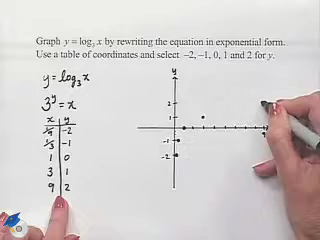 Graph y = log₃ x by rewriting the equation in exponential form.
Use a table of coordinates and select –2, –1, 0, 1 and 2 for y.
y = log₃ x
3^y = x
x y
1/9 -2
1/3 -1
1 0
3 1
9 2
y
2
1
-1
-2